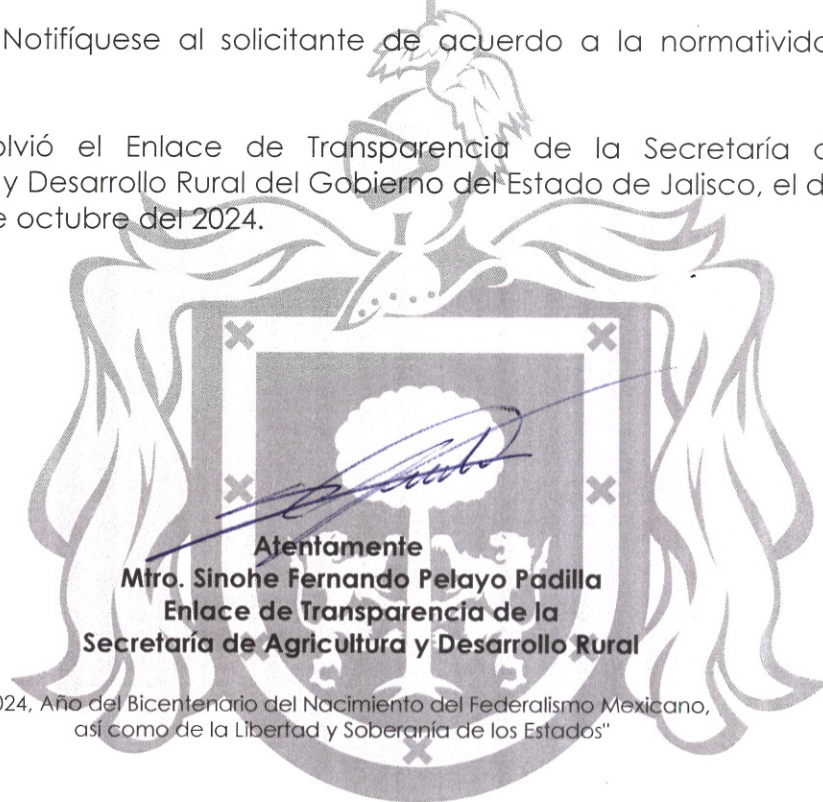 Notifíquese al solicitante de acuerdo a la
el Enlace de Transparencia de la Secretaría
y Desarrollo Rural del Gobierno del Estado de Jalisco, el
octubre del 2024.
Atentamente
Mtro. Sinohe Fernando Pelayo Padilla
Enlace de Transparencia de la
Secretaría de Agricultura y Desarrollo Rural
Año del Bicentenario del Nacimiento del Federalismo Mexicano,
así como de la Libertad y Soberanía de los Estados"